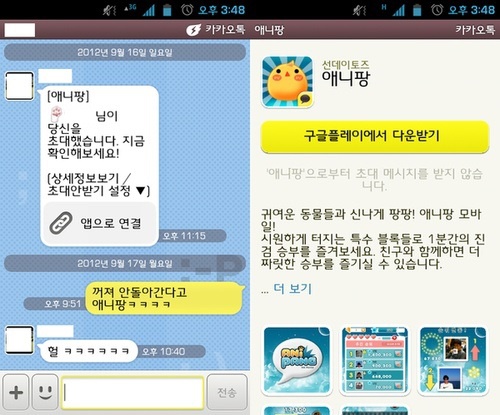 3G 오후 3:48
카카오톡
2012년 9월 16일 일요일
[애니팡]
님이
당신을
초대했습니다. 지금
확인해보세요!
(상세정보보기 /
초대안받기 설정 ▼)
앱으로 연결
오후 11:15
2012년 9월 17일 월요일
꺼져 안돌아간다고
애니팡ㅋㅋㅋㅋ
오후 9:51
헐 ㅋㅋㅋㅋㅋㅋ
오후 10:40
전송
H 오후 3:48
애니팡 카카오톡
선데이토즈
애니팡
구글플레이에서 다운받기
'애니팡'으로부터 초대 메시지를 받지 않습
니다.
귀여운 동물들과 신나게 팡팡! 애니팡 모바
일!
시원하게 터지는 특수 블록들로 1분간의 진
검 승부를 즐겨보세요. 친구와 함께하면 더
짜릿한 승부를 즐기실 수 있습니다.
... 더 보기
ANI
PANG